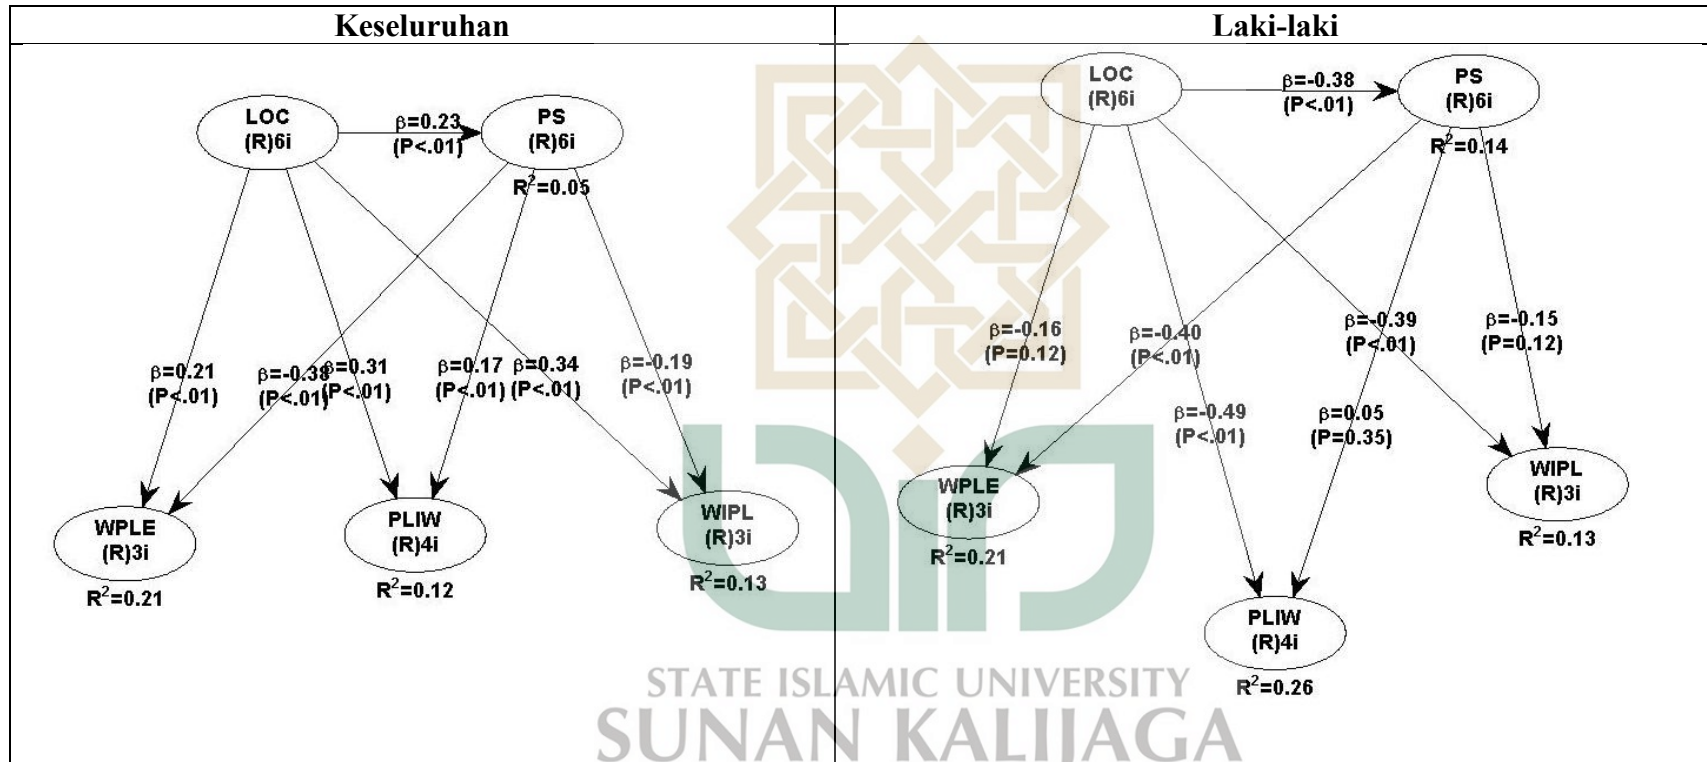 Keseluruhan
LOC
(R)6i
β=0.23
(P<.01)
PS
(R)6i
R²=0.05
β=0.21
(P<.01)
β=-0.38
(P<.01)
β=0.31
(P<.01)
β=0.17
(P<.01)
β=0.34
(P<.01)
β=-0.19
(P<.01)
WPLE
(R)3i
R²=0.21
PLIW
(R)4i
R²=0.12
WIPL
(R)3i
R²=0.13
Laki-laki
LOC
(R)6i
β=-0.38
(P<.01)
PS
(R)6i
R²=0.14
β=-0.16
(P=0.12)
β=-0.40
(P<.01)
β=-0.39
(P<.01)
β=-0.15
(P=0.12)
β=-0.49
(P<.01)
β=0.05
(P=0.35)
WPLE
(R)3i
R²=0.21
WIPL
(R)3i
R²=0.13
PLIW
(R)4i
R²=0.26
STATE ISLAMIC UNIVERSITY
SUNAN KALIJAGA